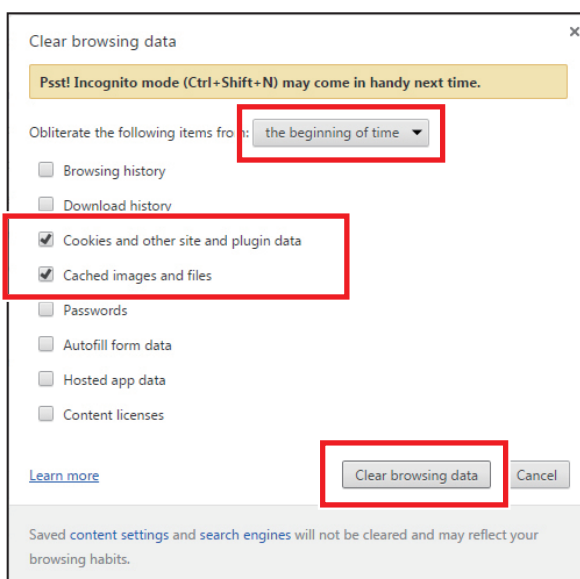 Clear browsing data
Psst! Incognito mode (Ctrl+Shift+N) may come in handy next time.
Obliterate the following items from: the beginning of time
Browsing history
Download history
Cookies and other site and plugin data
Cached images and files
Passwords
Autofill form data
Hosted app data
Content licenses
Learn more Clear browsing data Cancel
Saved content settings and search engines will not be cleared and may reflect your
browsing habits.